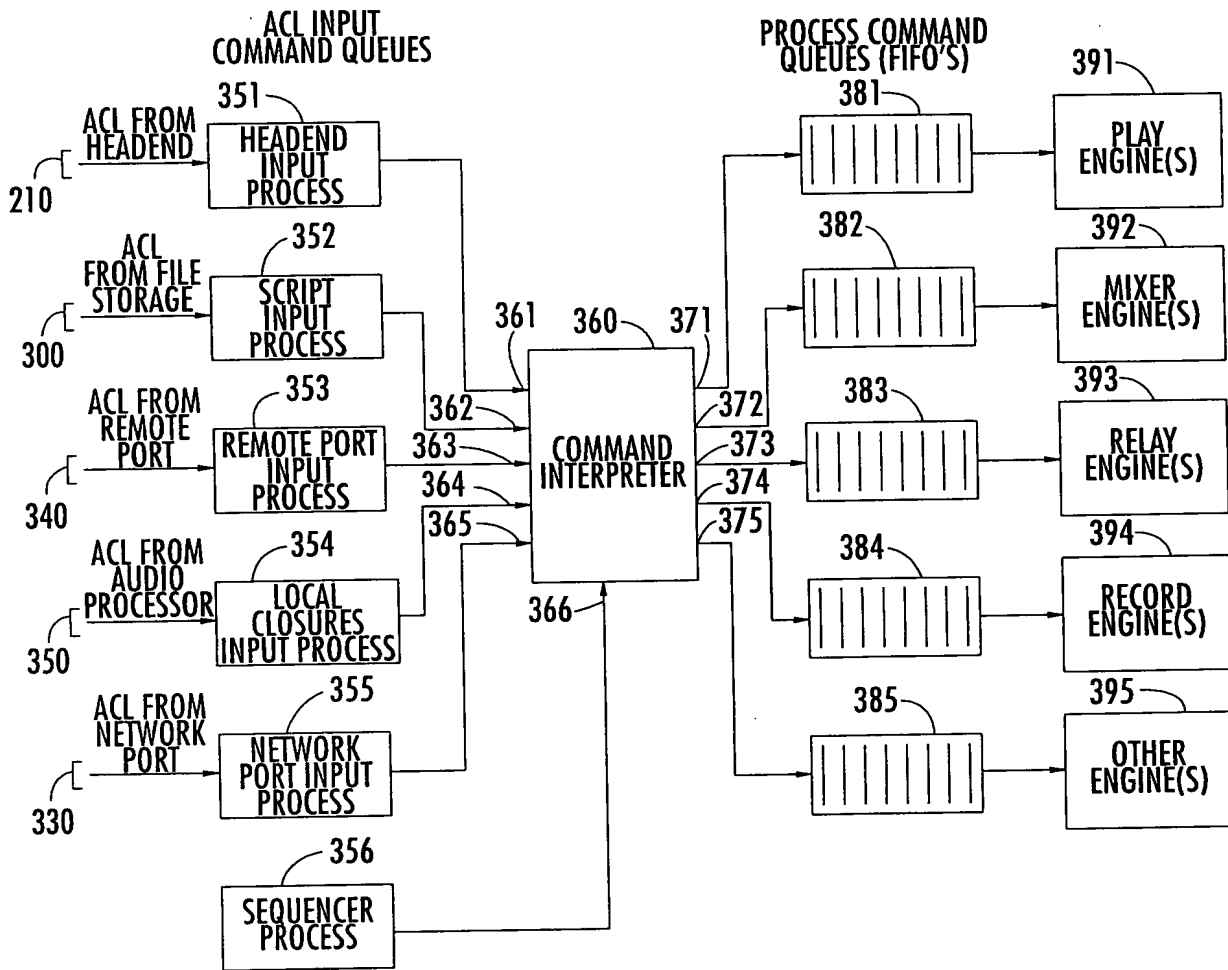 ACL INPUT
COMMAND QUEUES
PROCESS COMMAND
QUEUES (FIFO'S)
351
381
391
ACL FROM
HEADEND
210
HEADEND
INPUT
PROCESS
PLAY
ENGINE(S)
352
382
392
ACL
FROM FILE
STORAGE
300
SCRIPT
INPUT
PROCESS
MIXER
ENGINE(S)
361
360
371
353
383
393
ACL FROM
REMOTE
PORT
340
REMOTE PORT
INPUT
PROCESS
362
363
364
365
COMMAND
INTERPRETER
372
373
374
375
RELAY
ENGINE(S)
354
384
394
ACL FROM
AUDIO
PROCESSOR
350
LOCAL
CLOSURES
INPUT PROCESS
366
RECORD
ENGINE(S)
355
385
395
ACL FROM
NETWORK
PORT
330
NETWORK
PORT INPUT
PROCESS
OTHER
ENGINE(S)
356
SEQUENCER
PROCESS